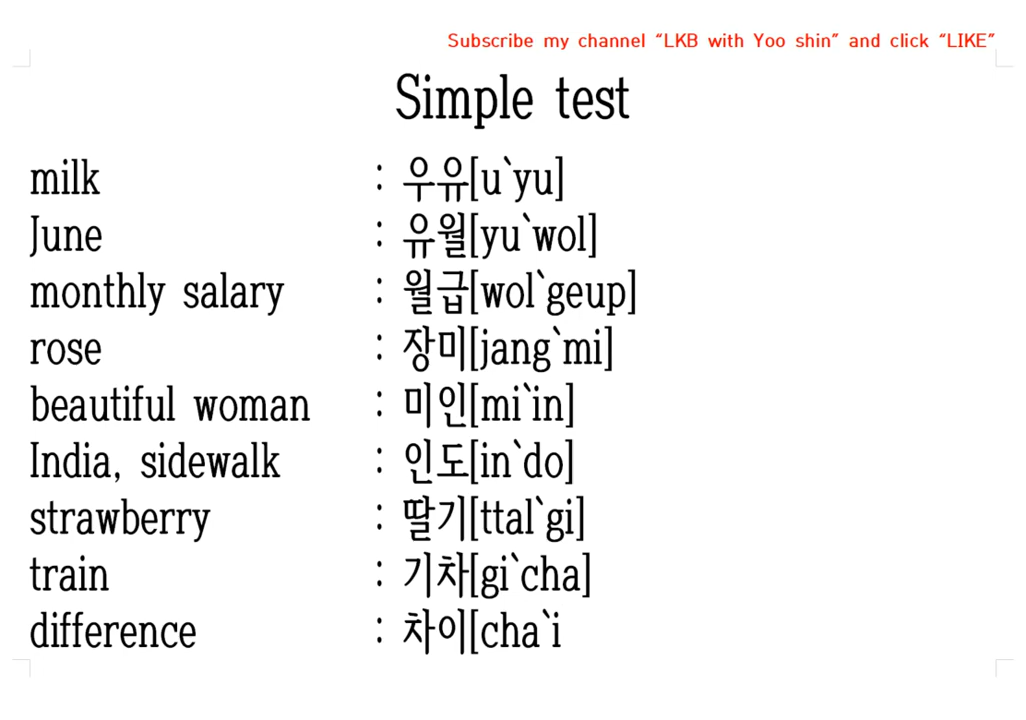 Subscribe my channel “LKB with Yoo shin” and click “LIKE”
Simple test
milk : 우유[u`yu]
June : 유월[yu`wol]
monthly salary : 월급[wol`geup]
rose : 장미[jang`mi]
beautiful woman : 미인[mi`in]
India, sidewalk : 인도[in`do]
strawberry : 딸기[ttal`gi]
train : 기차[gi`cha]
difference : 차이[cha`i